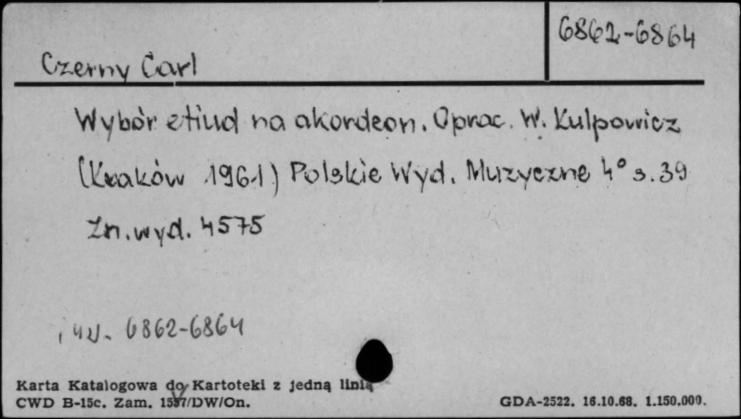 6862-6864
Czerny Carl
Wybór etiud na akordeon. Oprac. W. Kulpowicz
(Kraków 1961) Polskie Wyd. Muzyczne 4° s. 39
Zn. wyd. 4575
inw. 6862-6864
Karta Katalogowa do Kartoteki z jedną linią
CWD B-15c. Zam. 1557/DW/On.
GDA-2522. 16.10.68. 1.150.000.